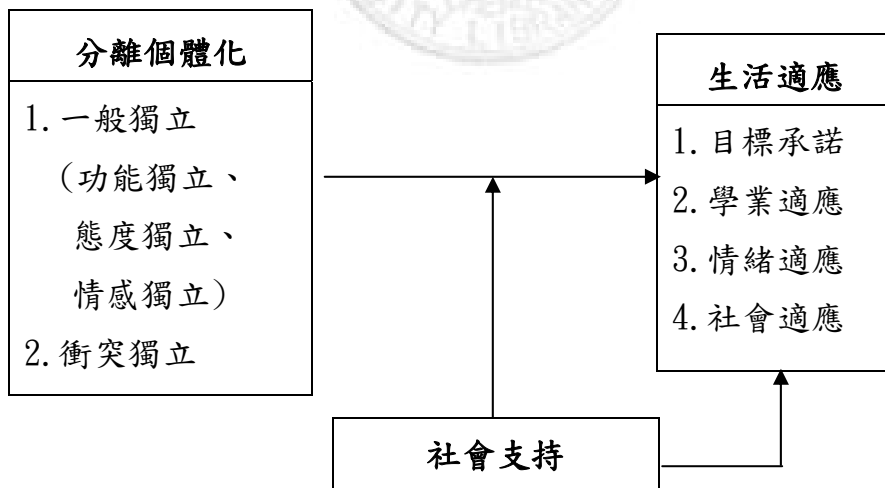 分離個體化
1. 一般獨立
（功能獨立、
態度獨立、
情感獨立）
2. 衝突獨立
生活適應
1. 目標承諾
2. 學業適應
3. 情緒適應
4. 社會適應
社會支持